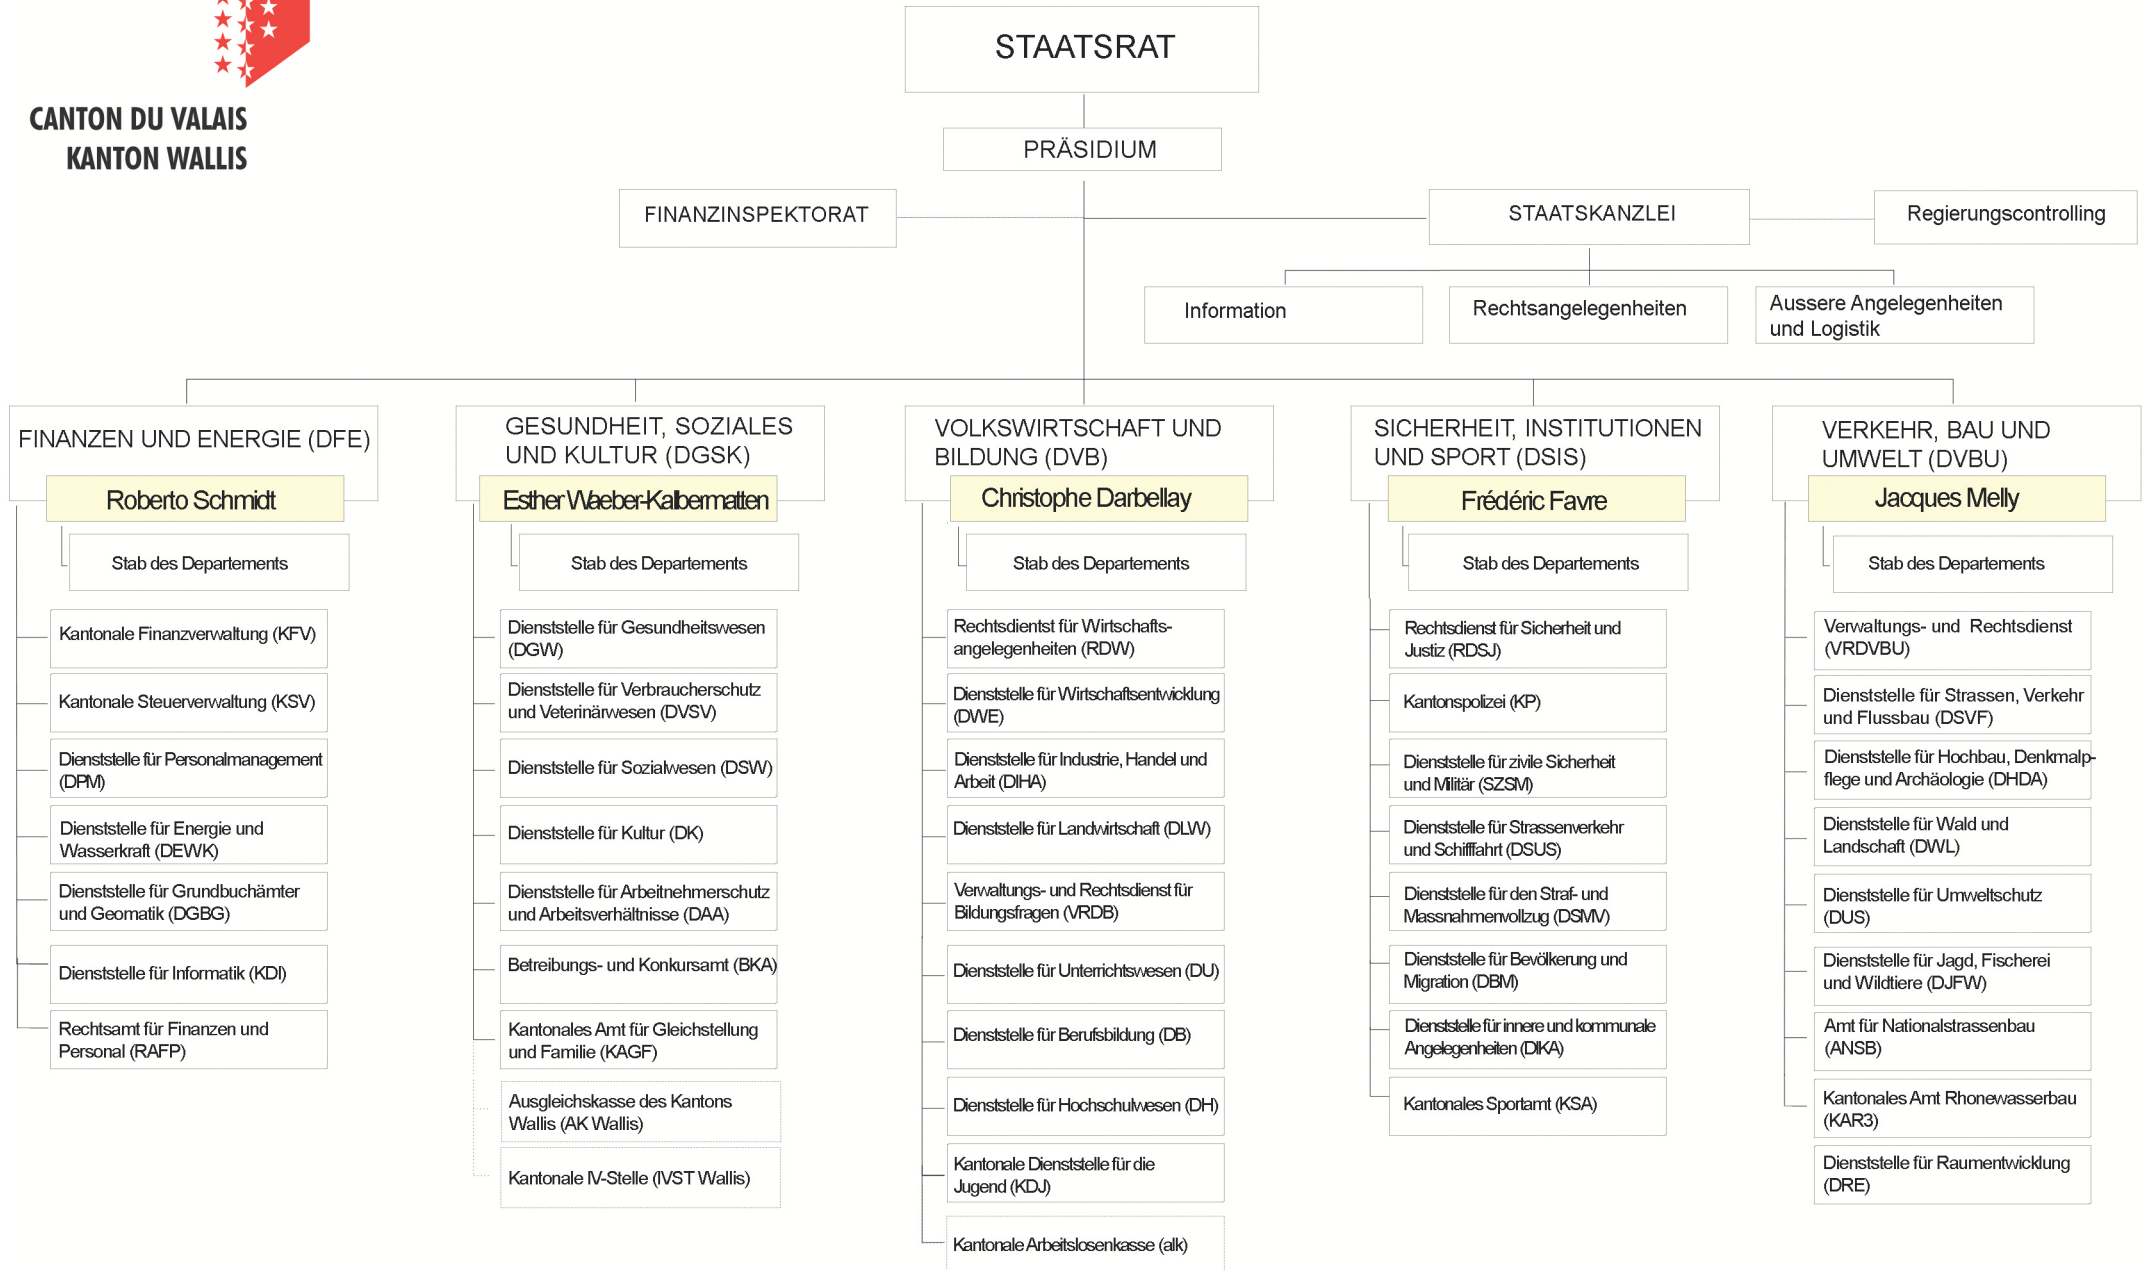 CANTON DU VALAIS
KANTON WALLIS
STAATSRAT
PRÄSIDIUM
FINANZINSPEKTORAT
STAATSKANZLEI
Regierungscontrolling
Information
Rechtsangelegenheiten
Aussere Angelegenheiten
und Logistik
FINANZEN UND ENERGIE (DFE)
Roberto Schmidt
Stab des Departements
Kantonale Finanzverwaltung (KFV)
Kantonale Steuerverwaltung (KSV)
Dienststelle für Personalmanagement
(DPM)
Dienststelle für Energie und
Wasserkraft (DEWK)
Dienststelle für Grundbuchämter
und Geomatik (DGBG)
Dienststelle für Informatik (KDI)
Rechtsamt für Finanzen und
Personal (RAFP)
GESUNDHEIT, SOZIALES
UND KULTUR (DGSK)
Esther Waeber-Kalbermatten
Stab des Departements
Dienststelle für Gesundheitswesen
(DGW)
Dienststelle für Verbraucherschutz
und Veterinärwesen (DVSV)
Dienststelle für Sozialwesen (DSW)
Dienststelle für Kultur (DK)
Dienststelle für Arbeitnehmerschutz
und Arbeitsverhältnisse (DAA)
Betreibungs- und Konkursamt (BKA)
Kantonales Amt für Gleichstellung
und Familie (KAGF)
Ausgleichskasse des Kantons
Wallis (AK Wallis)
Kantonale IV-Stelle (IVST Wallis)
VOLKSWIRTSCHAFT UND
BILDUNG (DVB)
Christophe Darbellay
Stab des Departements
Rechtsdientst für Wirtschafts-
angelegenheiten (RDW)
Dienststelle für Wirtschaftsentwicklung
(DWE)
Dienststelle für Industrie, Handel und
Arbeit (DIHA)
Dienststelle für Landwirtschaft (DLW)
Verwaltungs- und Rechtsdienst für
Bildungsfragen (VRDB)
Dienststelle für Unterrichtswesen (DU)
Dienststelle für Berufsbildung (DB)
Dienststelle für Hochschulwesen (DH)
Kantonale Dienststelle für die
Jugend (KDJ)
Kantonale Arbeitslosenkasse (alk)
SICHERHEIT, INSTITUTIONEN
UND SPORT (DSIS)
Frédéric Favre
Stab des Departements
Rechtsdienst für Sicherheit und
Justiz (RDSJ)
Kantonspolizei (KP)
Dienststelle für zivile Sicherheit
und Militär (SZSM)
Dienststelle für Strassenverkehr
und Schifffahrt (DSUS)
Dienststelle für den Straf- und
Massnahmenvollzug (DSMV)
Dienststelle für Bevölkerung und
Migration (DBM)
Dienststelle für innere und kommunale
Angelegenheiten (DIKA)
Kantonales Sportamt (KSA)
VERKEHR, BAU UND
UMWELT (DVBU)
Jacques Melly
Stab des Departements
Verwaltungs- und Rechtsdienst
(VRDVBU)
Dienststelle für Strassen, Verkehr
und Flussbau (DSVF)
Dienststelle für Hochbau, Denkmalp-
flege und Archäologie (DHDA)
Dienststelle für Wald und
Landschaft (DWL)
Dienststelle für Umweltschutz
(DUS)
Dienststelle für Jagd, Fischerei
und Wildtiere (DJFW)
Amt für Nationalstrassenbau
(ANSB)
Kantonales Amt Rhonewasserbau
(KAR3)
Dienststelle für Raumentwicklung
(DRE)